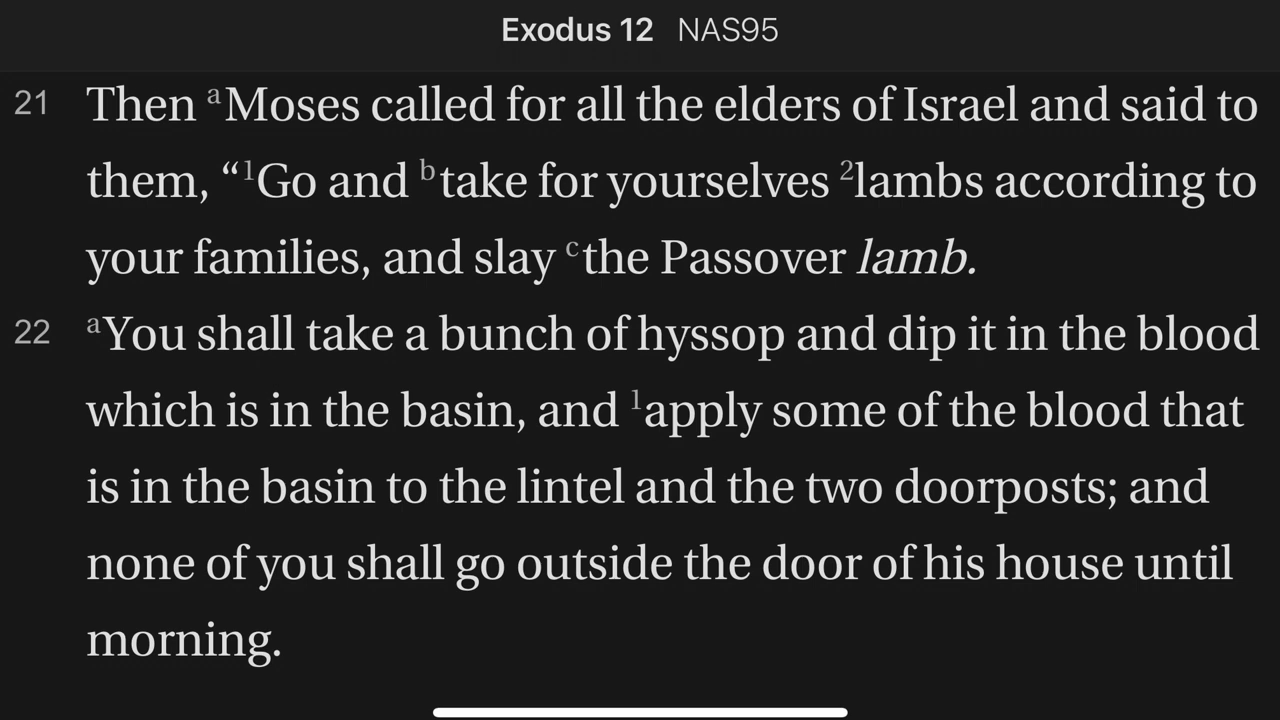 Exodus 12 NAS95
21 Then aMoses called for all the elders of Israel and said to
them, “1Go and btake for yourselves 2lambs according to
your families, and slay cthe Passover lamb.
22 aYou shall take a bunch of hyssop and dip it in the blood
which is in the basin, and 1apply some of the blood that
is in the basin to the lintel and the two doorposts; and
none of you shall go outside the door of his house until
morning.